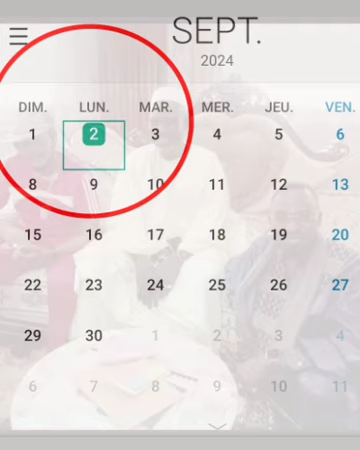 SEPT.
2024
DIM. LUN. MAR. MER. JEU. VEN.
1 2 3 4 5 6
8 9 10 11 12 13
15 16 17 18 19 20
22 23 24 25 26 27
29 30 1 2 3 4
6 7 8 9 10 11